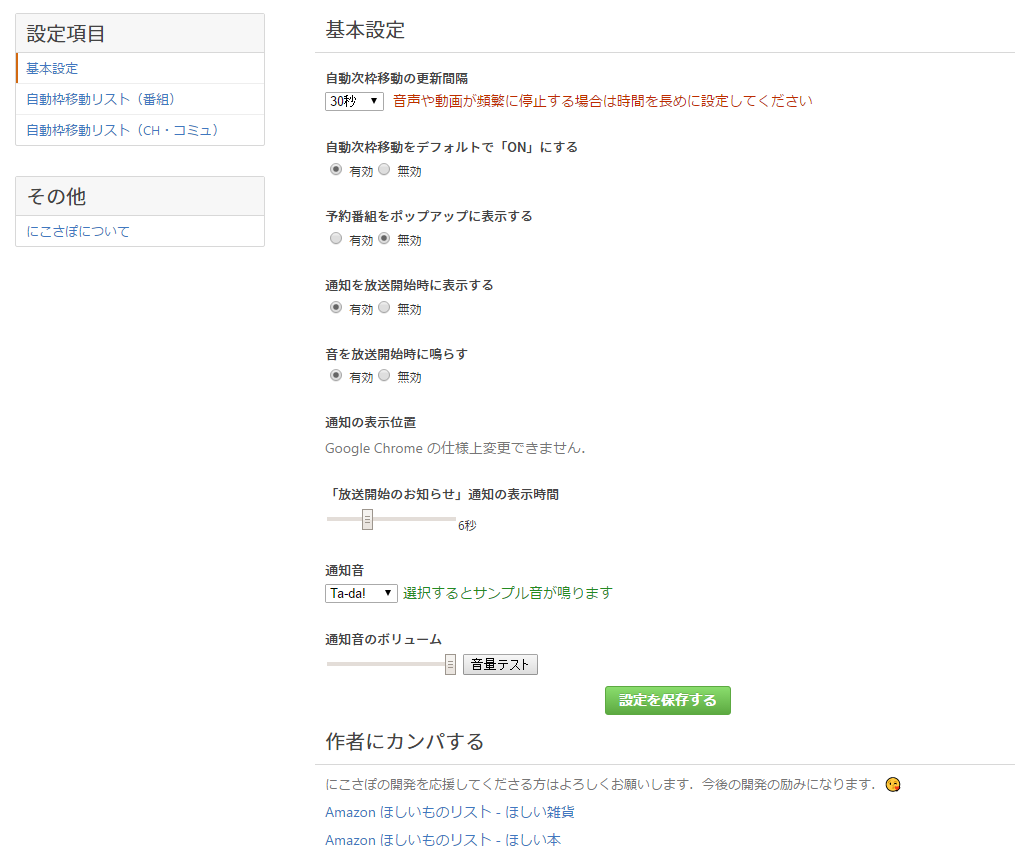 設定項目
基本設定
自動枠移動リスト（番組）
自動枠移動リスト（CH・コミュ）
その他
にこさぽについて
基本設定
自動次枠移動の更新間隔
30秒 音声や動画が頻繁に停止する場合は時間を長めに設定してください
自動次枠移動をデフォルトで「ON」にする
有効 無効
予約番組をポップアップに表示する
有効 無効
通知を放送開始時に表示する
有効 無効
音を放送開始時に鳴らす
有効 無効
通知の表示位置
Google Chrome の仕様上変更できません．
「放送開始のお知らせ」通知の表示時間
6秒
通知音
Ta-da! 選択するとサンプル音が鳴ります
通知音のボリューム
音量テスト
設定を保存する
作者にカンパする
にこさぽの開発を応援してくださる方はよろしくお願いします．今後の開発の励みになります．
Amazon ほしいものリスト - ほしい雑貨
Amazon ほしいものリスト - ほしい本